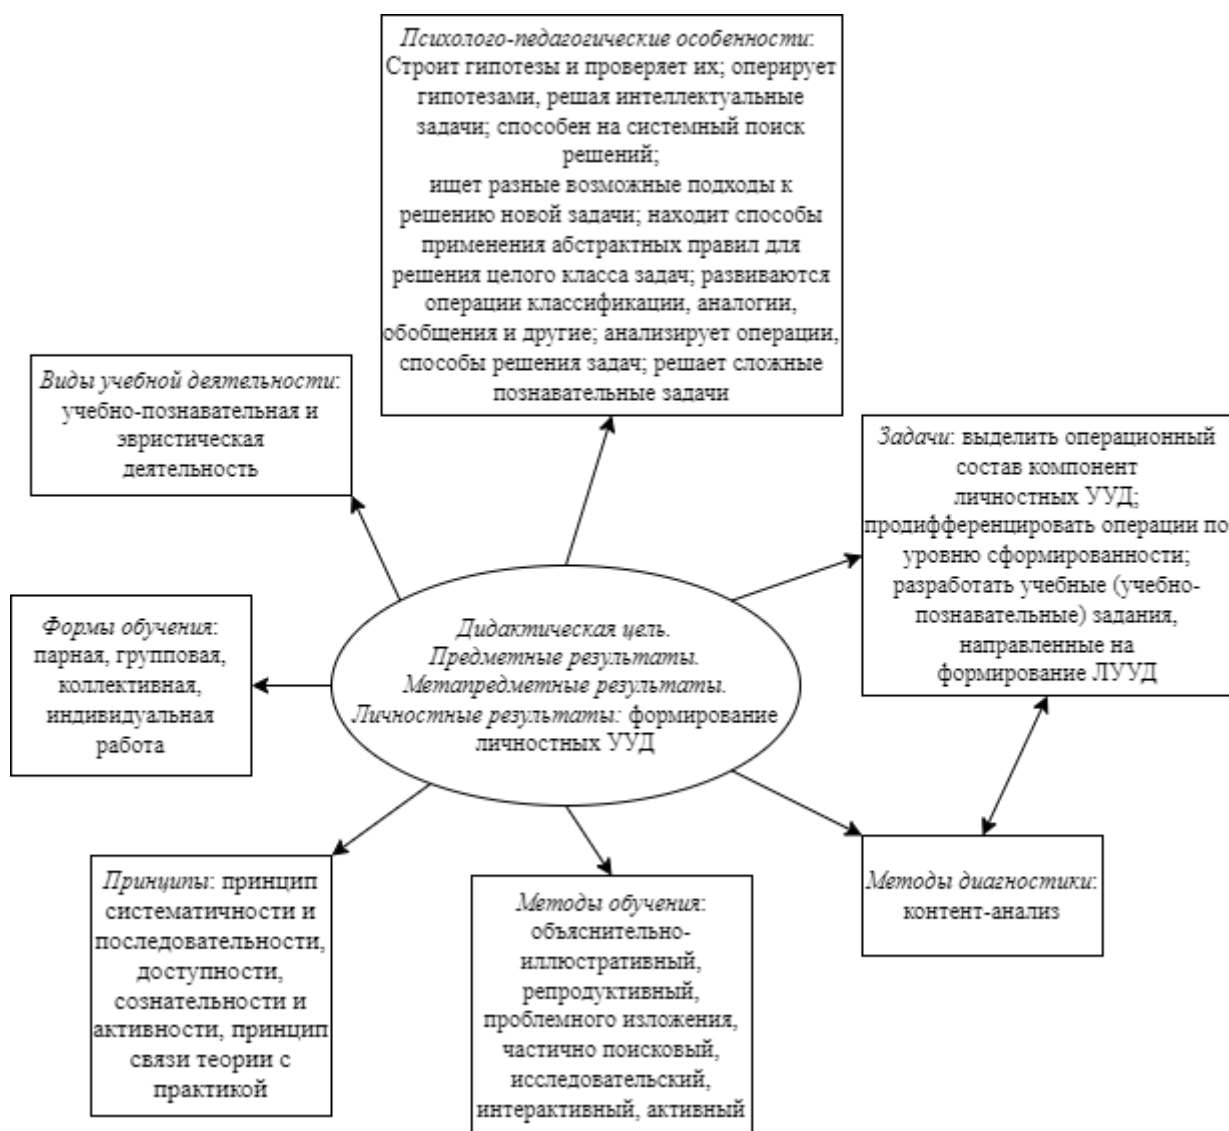 Психолого-педагогические особенности:
Строит гипотезы и проверяет их; оперирует
гипотезами, решая интеллектуальные
задачи; способен на системный поиск
решений;
ищет разные возможные подходы к
решению новой задачи; находит способы
применения абстрактных правил для
решения целого класса задач; развиваются
операции классификации, аналогии,
обобщения и другие; анализирует операции,
способы решения задач; решает сложные
познавательные задачи
Виды учебной деятельности:
учебно-познавательная и
эвристическая
деятельность
Задачи: выделить операционный
состав компонент
личностных УУД;
продифференцировать операции по
уровню сформированности;
разработать учебные (учебно-
познавательные) задания,
направленные на
формирование ЛУУД
Формы обучения:
парная, групповая,
коллективная,
индивидуальная
работа
Дидактическая цель.
Предметные результаты.
Метапредметные результаты.
Личностные результаты: формирование
личностных УУД
Принципы: принцип
систематичности и
последовательности,
доступности,
сознательности и
активности, принцип
связи теории с
практикой
Методы обучения:
объяснительно-
иллюстративный,
репродуктивный,
проблемного изложения,
частично поисковый,
исследовательский,
интерактивный, активный
Методы диагностики:
контент-анализ